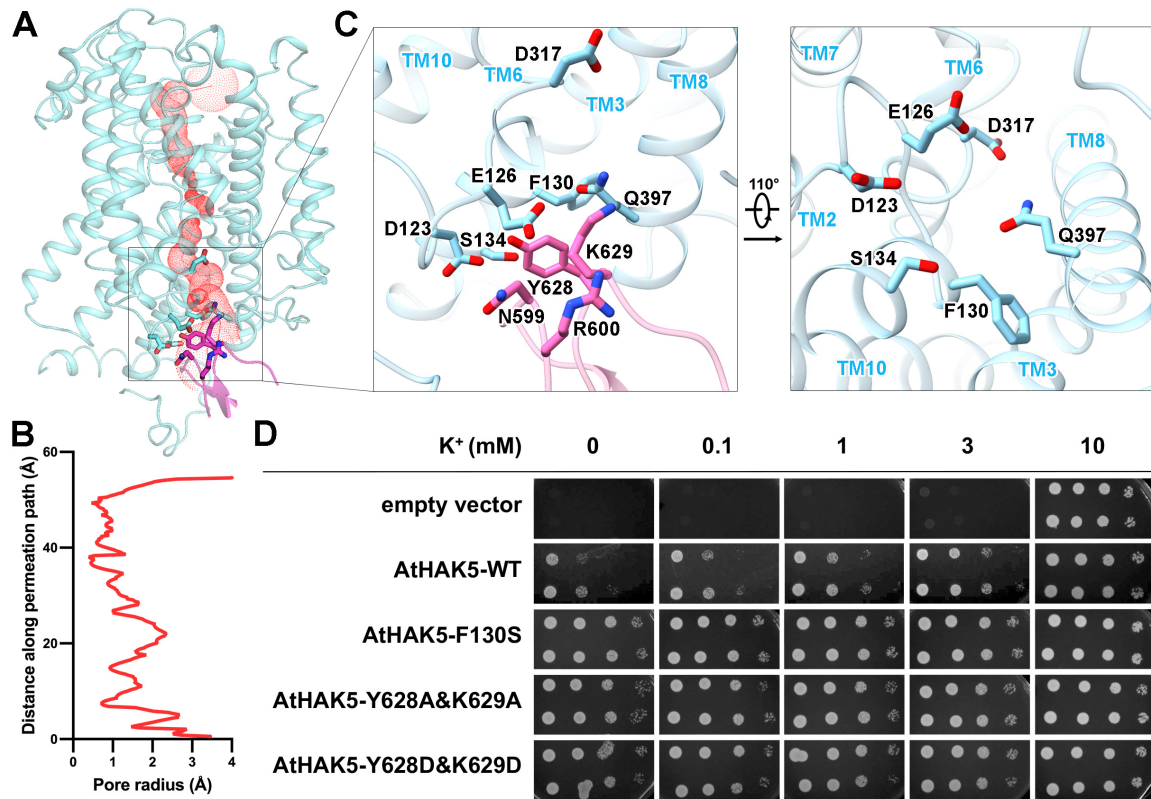 A
C
D317
TM10
TM6
TM3
TM8
E126
F130
Q397
D123
S134
K629
Y628
N599
R600
110°
TM7
TM6
E126
D317
TM8
D123
TM2
Q397
S134
F130
TM10
TM3
B
Distance along permeation path (Å)
60
40
20
0
0 1 2 3 4
Pore radius (Å)
D
K⁺ (mM) 0 0.1 1 3 10
empty vector
AtHAK5-WT
AtHAK5-F130S
AtHAK5-Y628A&K629A
AtHAK5-Y628D&K629D